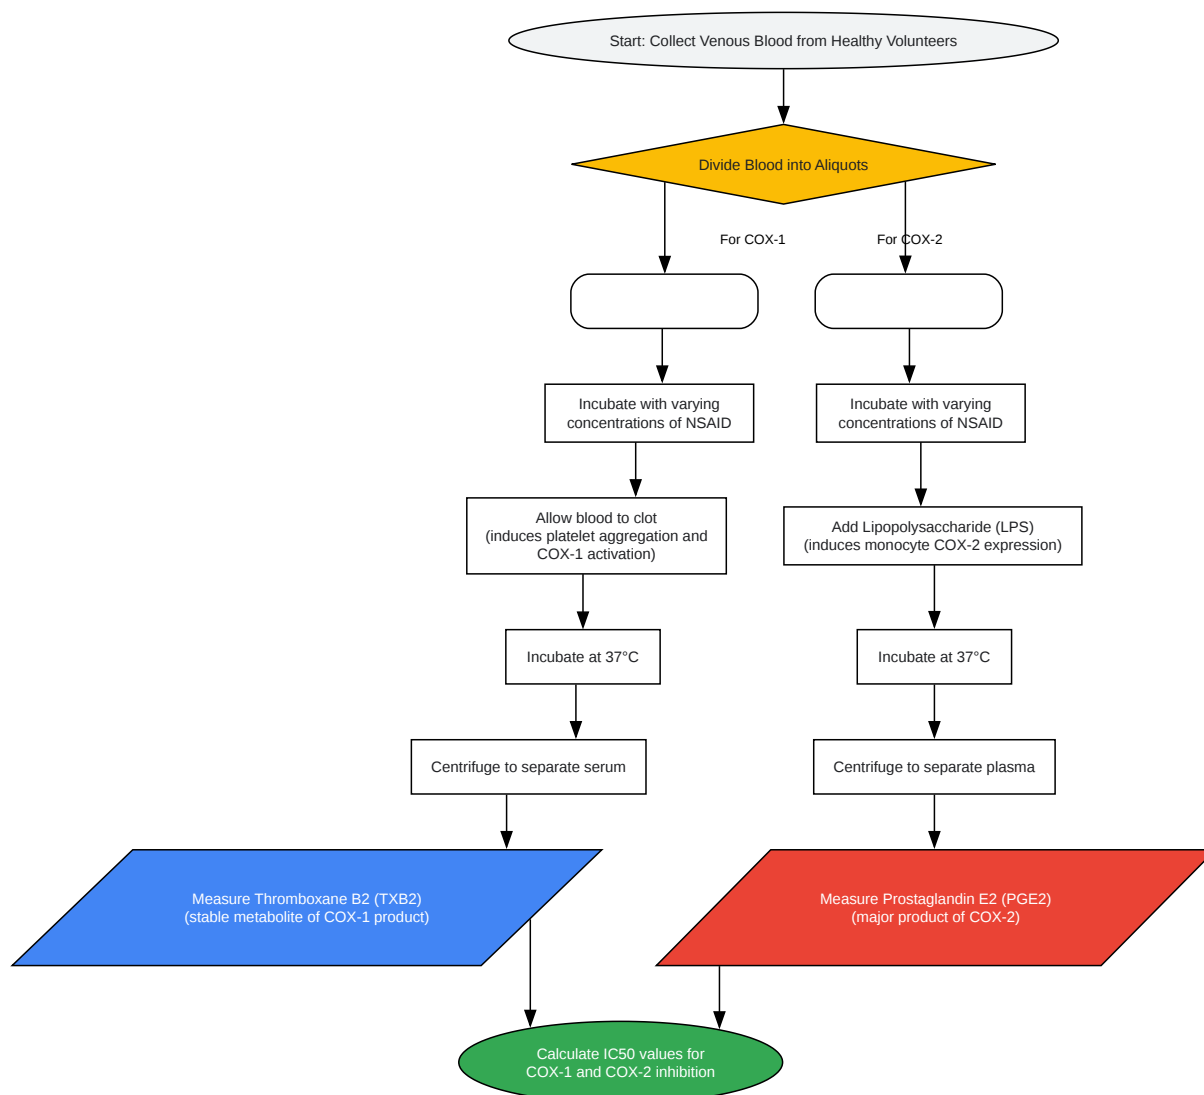 Start: Collect Venous Blood from Healthy Volunteers
Divide Blood into Aliquots
For COX-1
For COX-2
Incubate with varying
concentrations of NSAID
Incubate with varying
concentrations of NSAID
Allow blood to clot
(induces platelet aggregation and
COX-1 activation)
Add Lipopolysaccharide (LPS)
(induces monocyte COX-2 expression)
Incubate at 37°C
Incubate at 37°C
Centrifuge to separate serum
Centrifuge to separate plasma
Measure Thromboxane B2 (TXB2)
(stable metabolite of COX-1 product)
Measure Prostaglandin E2 (PGE2)
(major product of COX-2)
Calculate IC50 values for
COX-1 and COX-2 inhibition